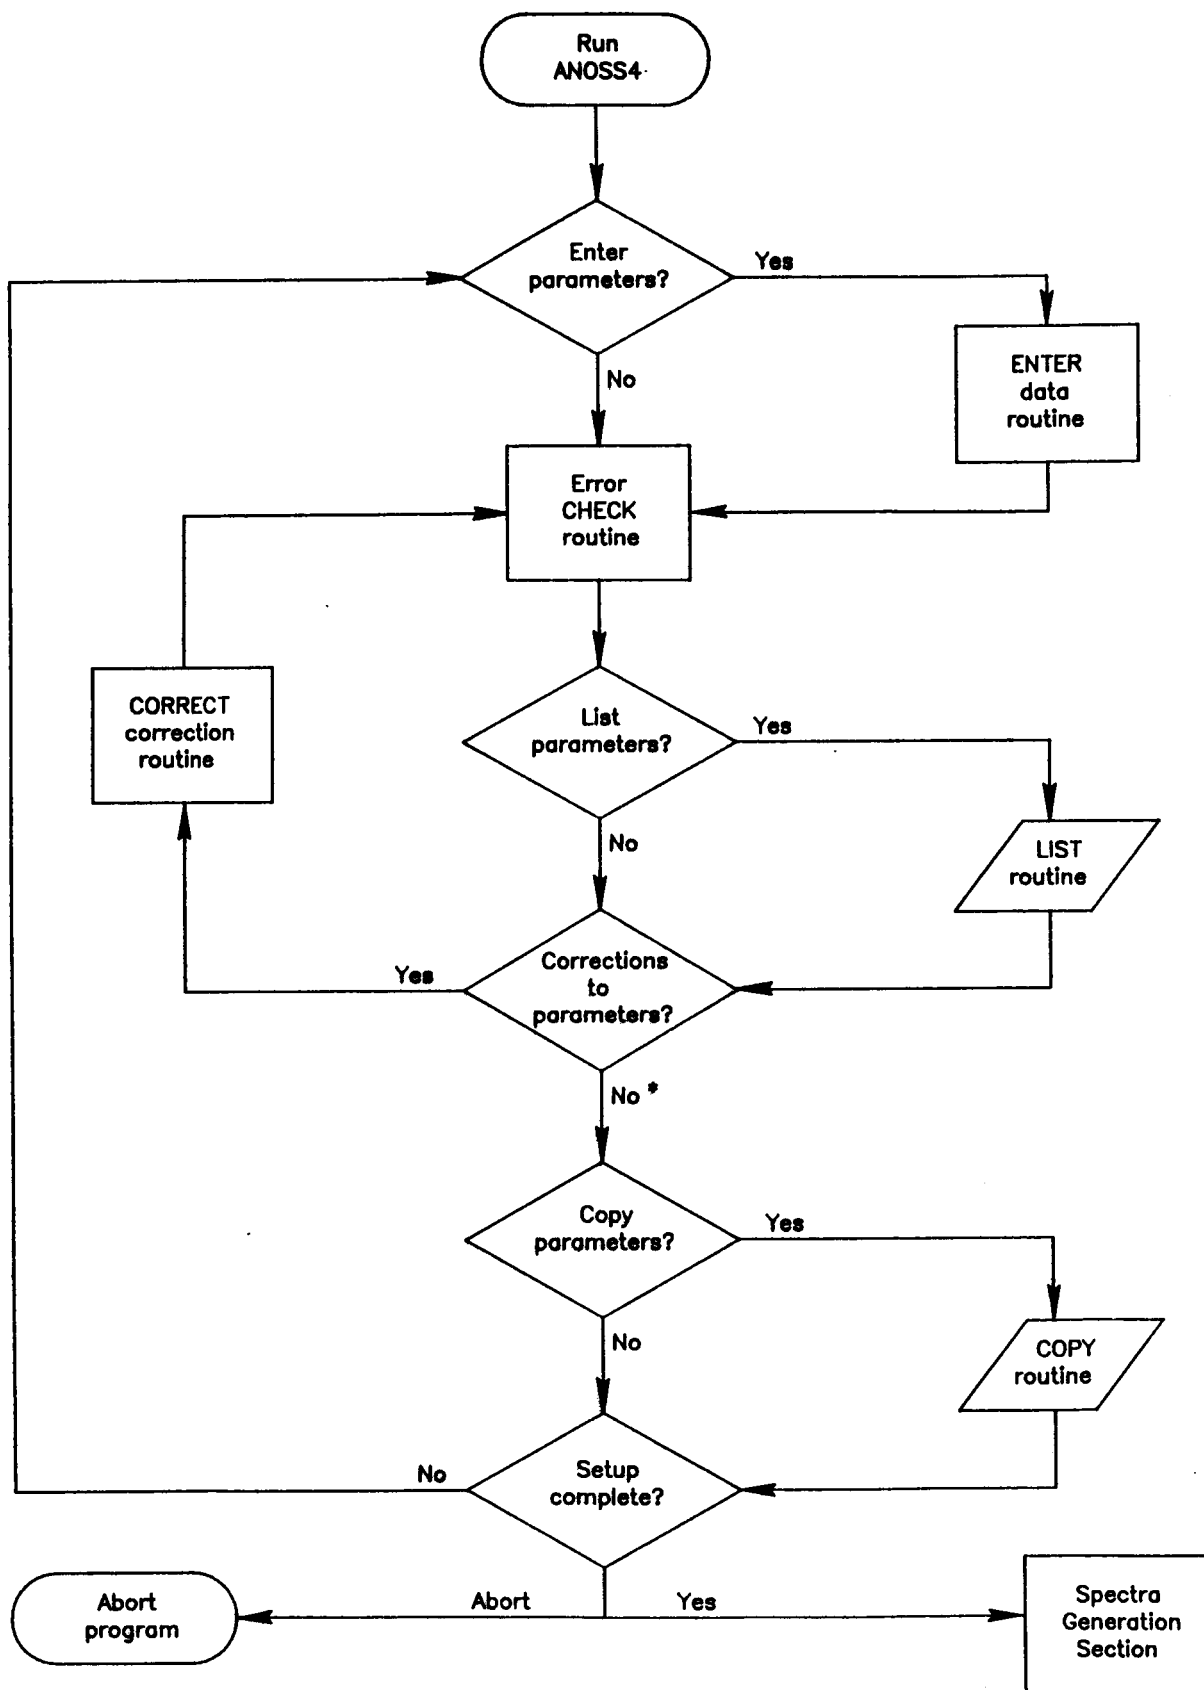 Run
ANOSS4
Enter
parameters?
Yes
No
ENTER
data
routine
Error
CHECK
routine
CORRECT
correction
routine
List
parameters?
Yes
No
LIST
routine
Corrections
to
parameters?
Yes
No *
Copy
parameters?
Yes
No
COPY
routine
Setup
complete?
No
Abort
Yes
Abort
program
Spectra
Generation
Section